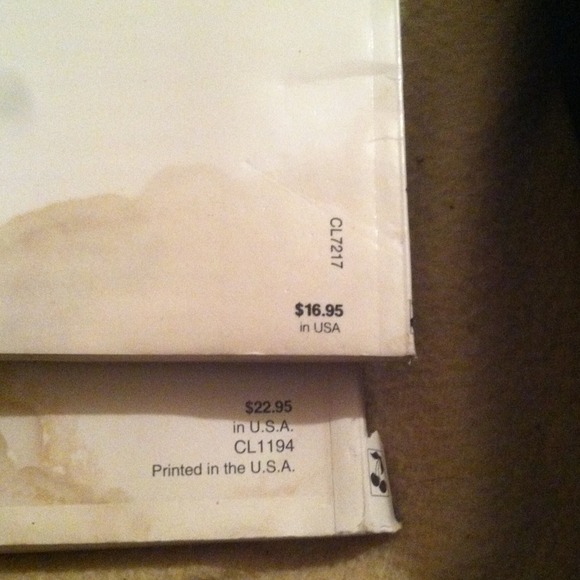 CL7217
$16.95
in USA
$22.95
in U.S.A.
CL1194
Printed in the U.S.A.